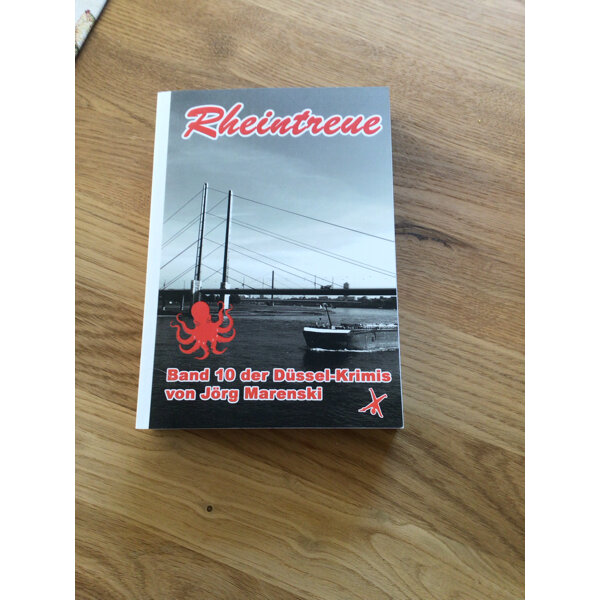 Rheintreue
Band 10 der Düssel-Krimis
von Jörg Marenski